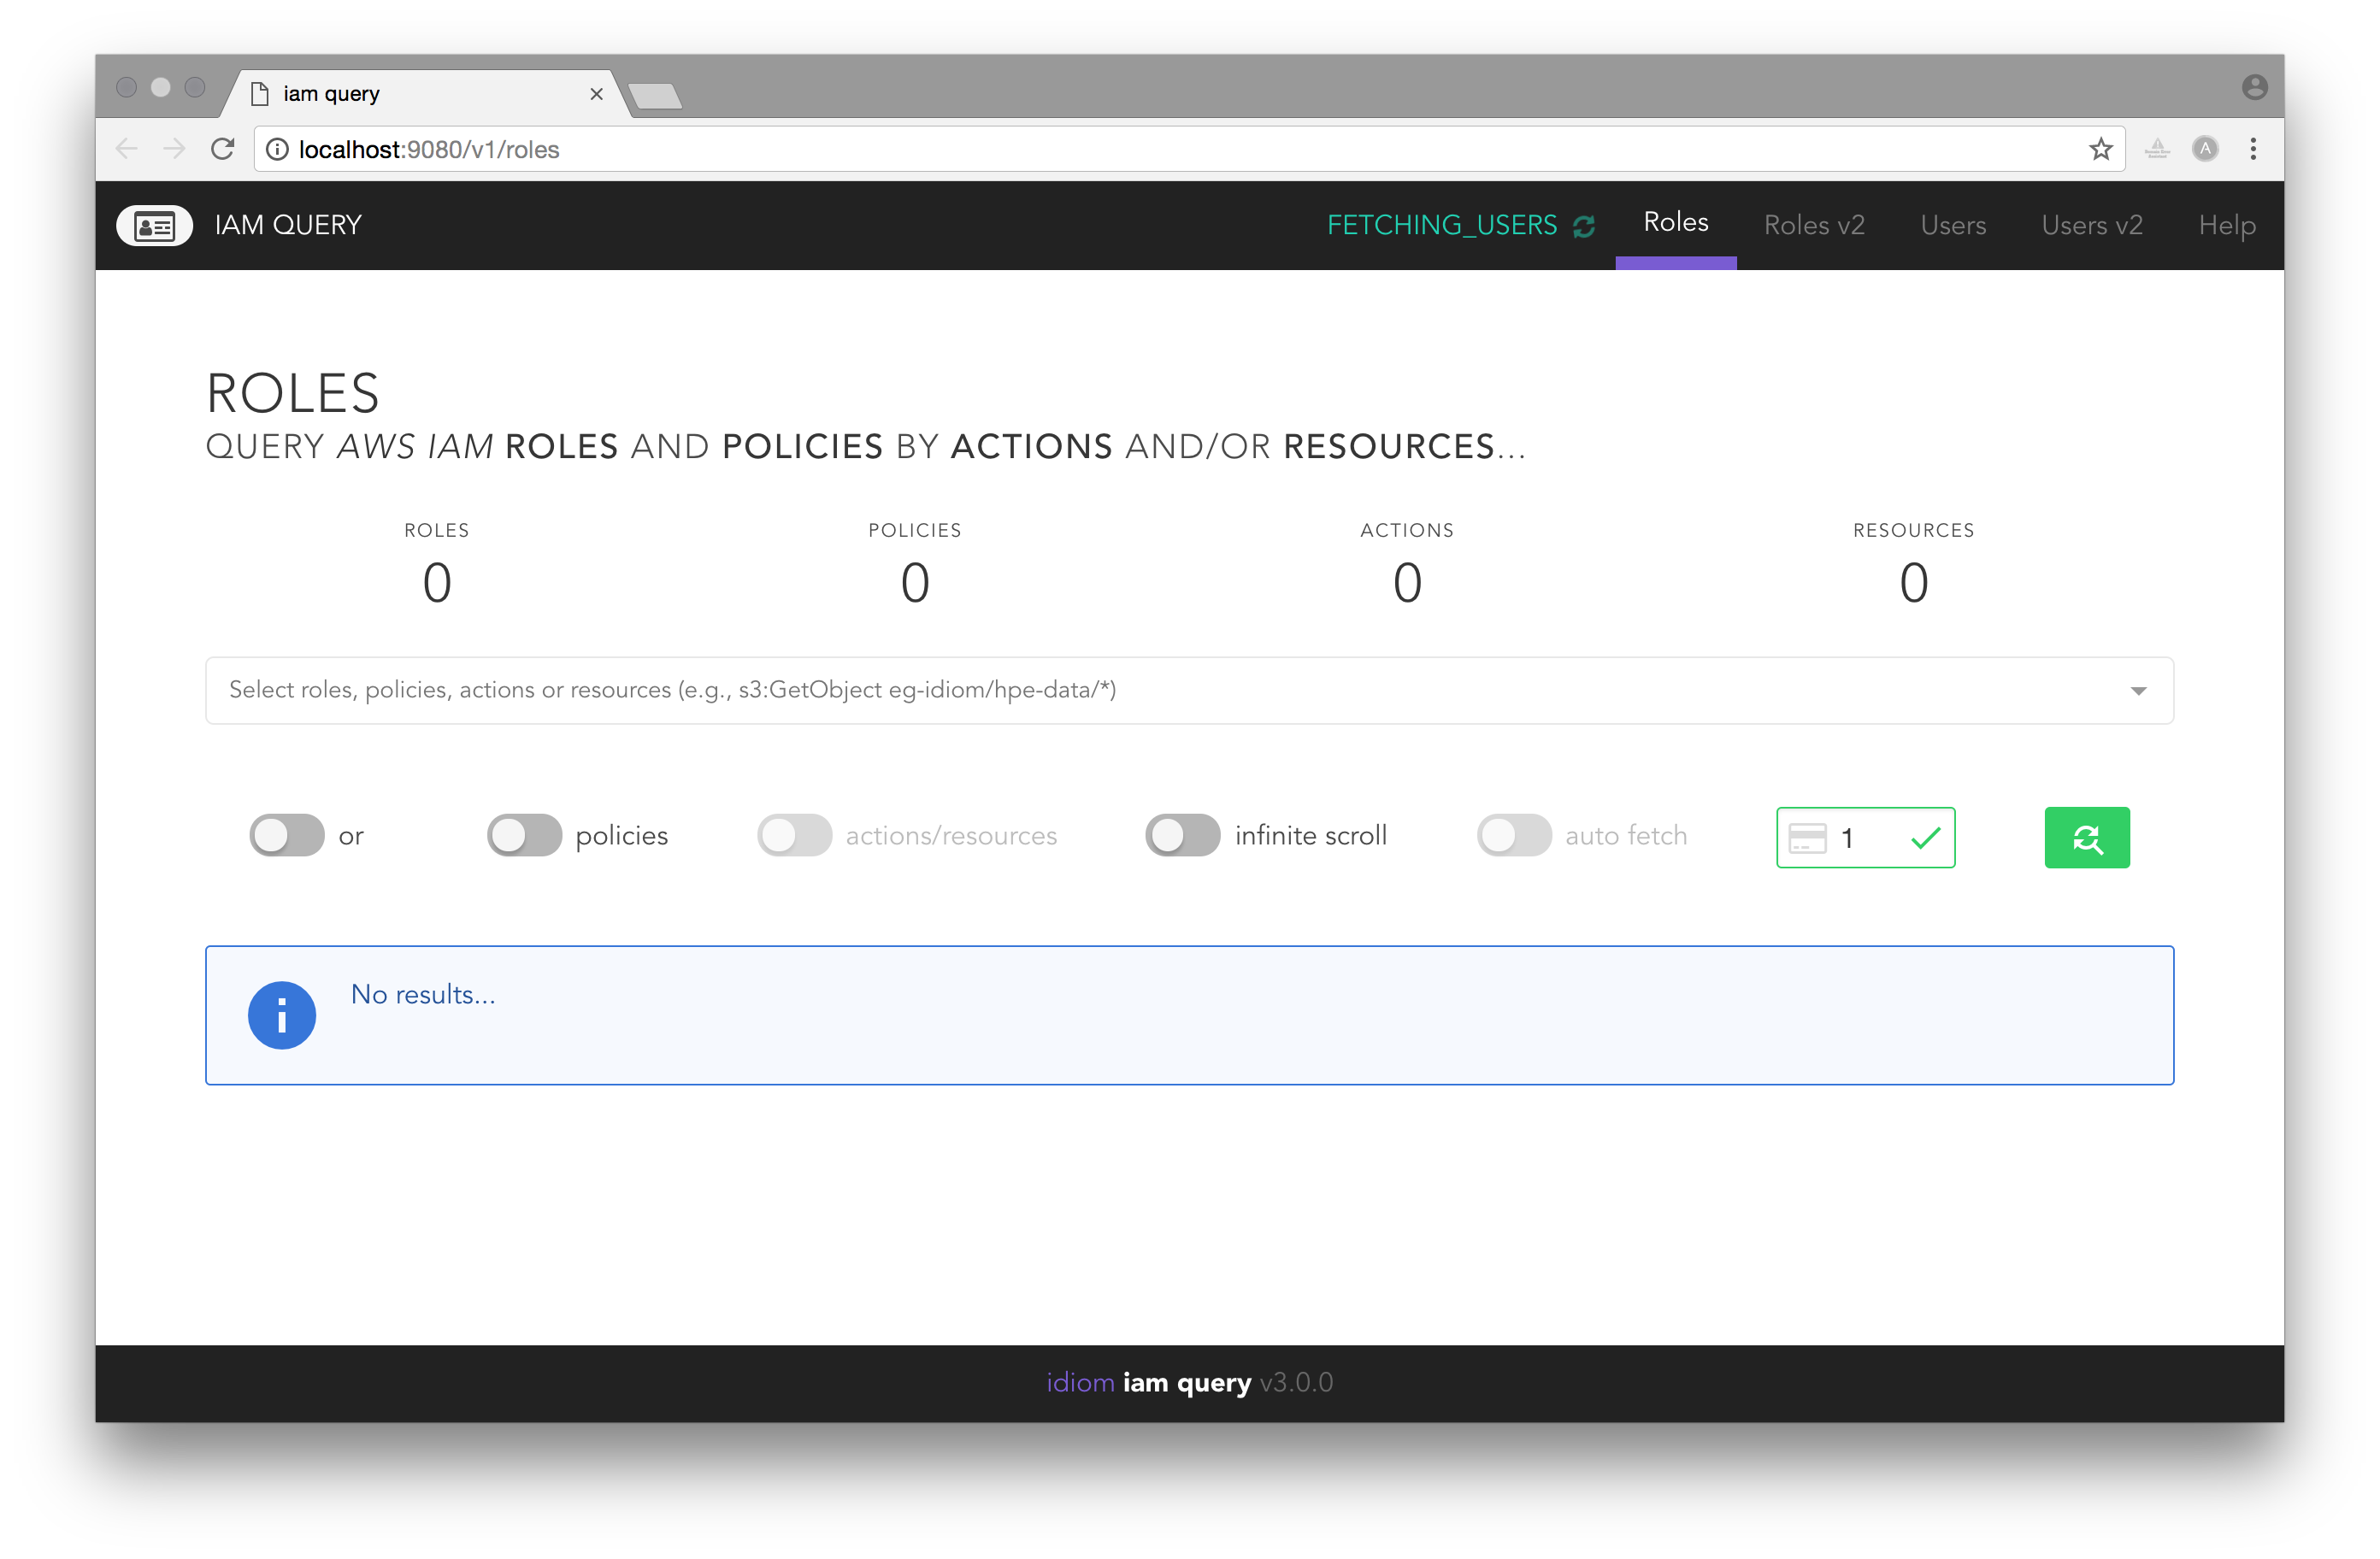 iam query
localhost:9080/v1/roles
A
IAM QUERY
FETCHING_USERS Roles Roles v2 Users Users v2 Help
ROLES
QUERY AWS IAM ROLES AND POLICIES BY ACTIONS AND/OR RESOURCES...
ROLES POLICIES ACTIONS RESOURCES
0 0 0 0
Select roles, policies, actions or resources (e.g., s3:GetObject eg-idiom/hpe-data/*)
or policies actions/resources infinite scroll auto fetch 1
No results...
idiom iam query v3.0.0